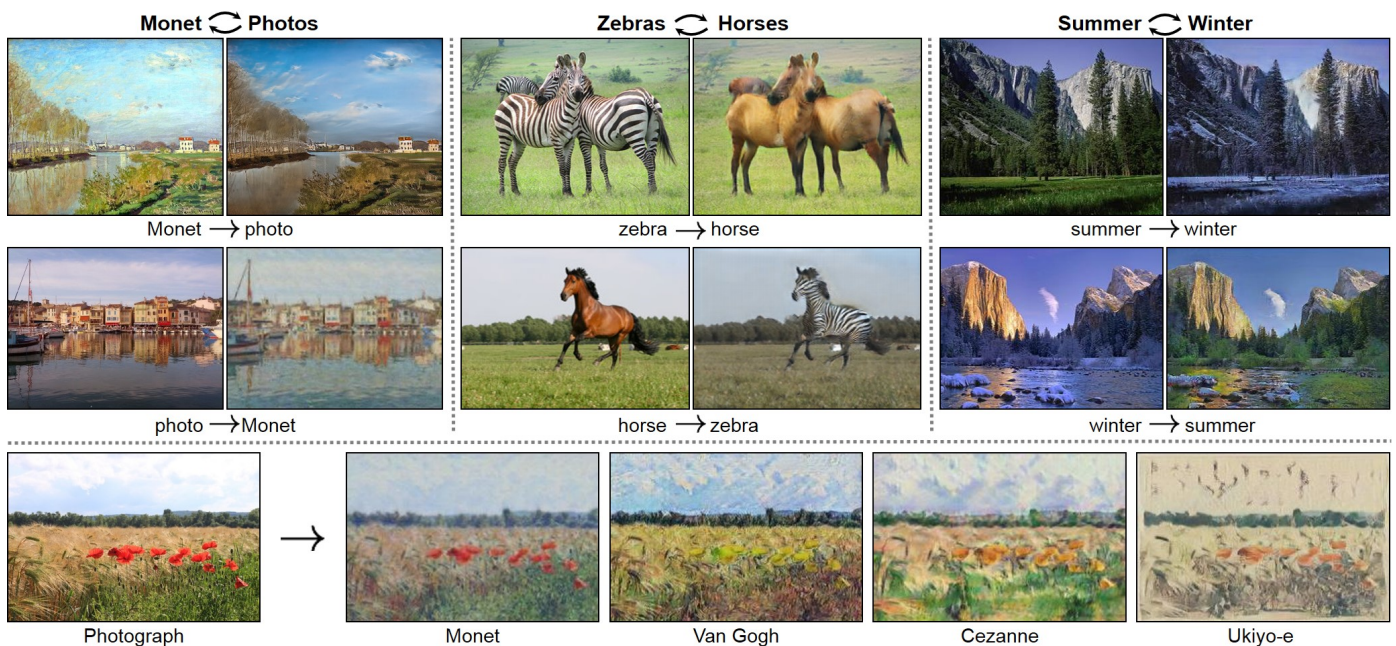 Monet ⇄ Photos
Zebras ⇄ Horses
Summer ⇄ Winter
Monet → photo
zebra → horse
summer → winter
photo → Monet
horse → zebra
winter → summer
Photograph
Monet
Van Gogh
Cezanne
Ukiyo-e